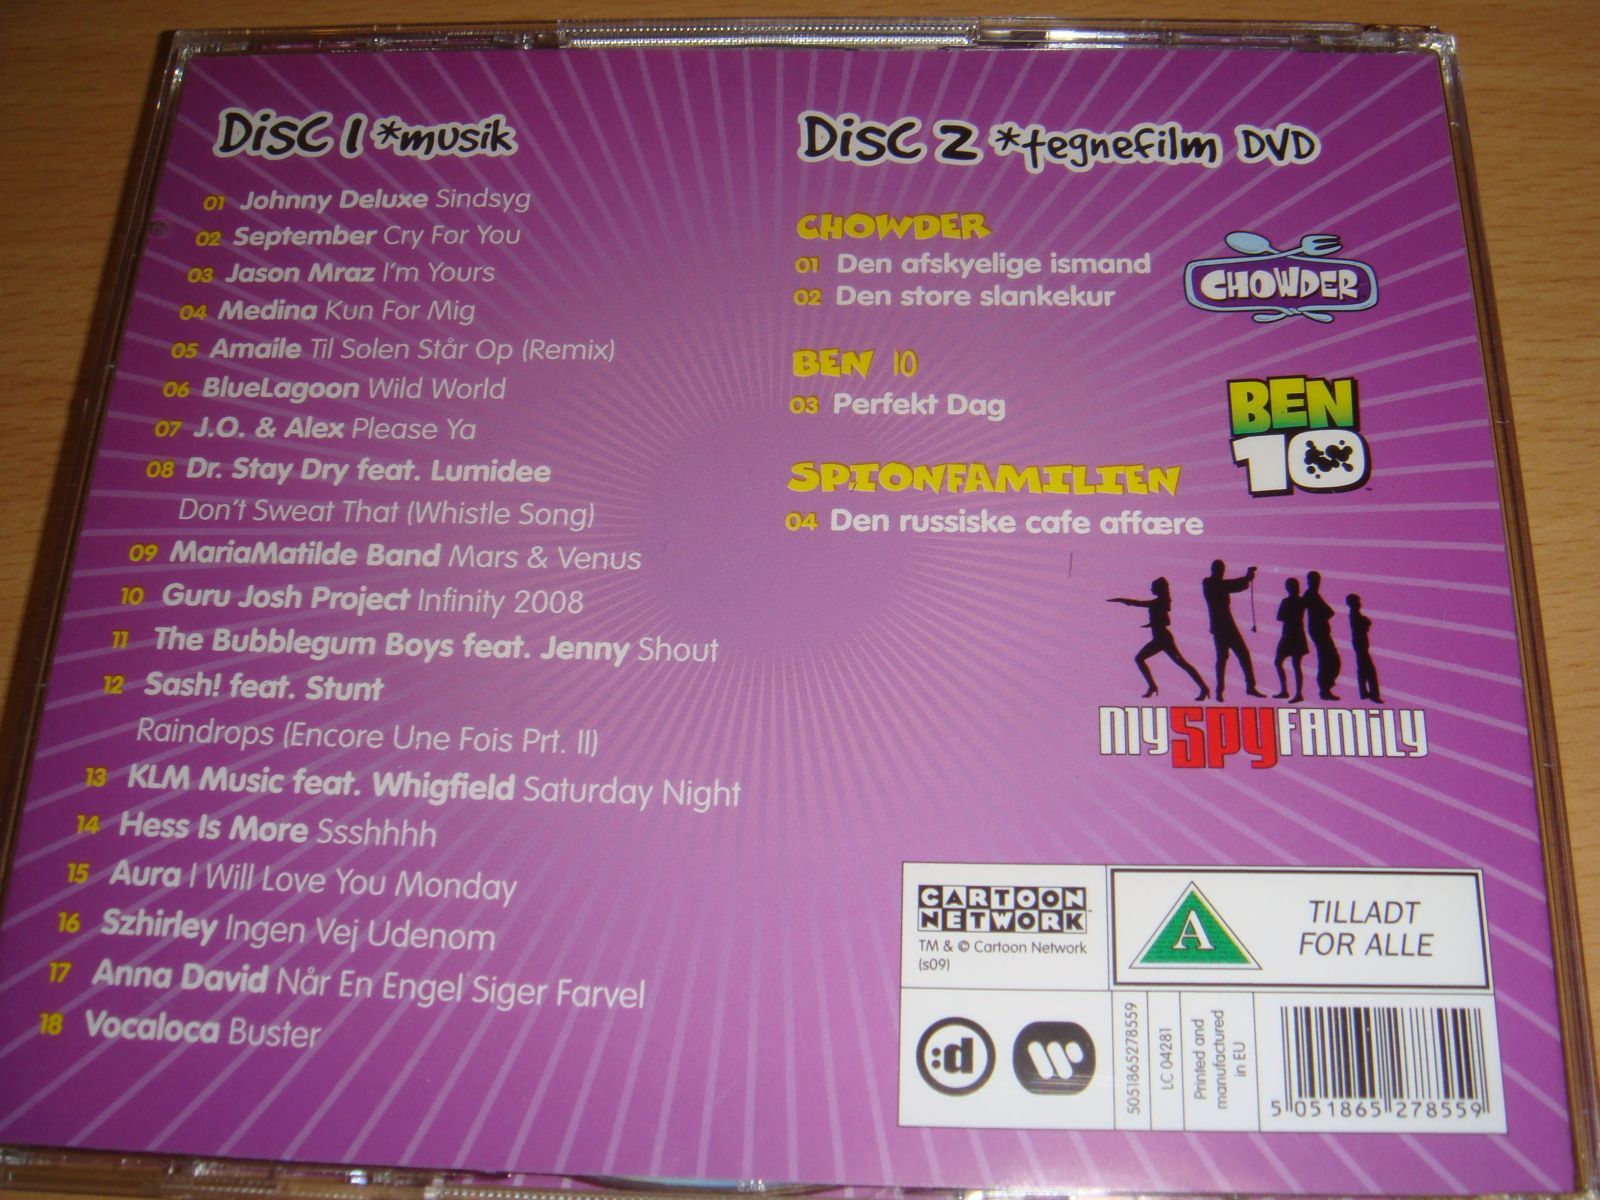 DiSC 1 *musik
01 Johnny Deluxe Sindsyg
02 September Cry For You
03 Jason Mraz I'm Yours
04 Medina Kun For Mig
05 Amaile Til Solen Står Op (Remix)
06 BlueLagoon Wild World
07 J.O. & Alex Please Ya
08 Dr. Stay Dry feat. Lumidee
Don't Sweat That (Whistle Song)
09 MariaMatilde Band Mars & Venus
10 Guru Josh Project Infinity 2008
11 The Bubblegum Boys feat. Jenny Shout
12 Sash! feat. Stunt
Raindrops (Encore Une Fois Prt. II)
13 KLM Music feat. Whigfield Saturday Night
14 Hess Is More Ssshhhh
15 Aura I Will Love You Monday
16 Szhirley Ingen Vej Udenom
17 Anna David Når En Engel Siger Farvel
18 Vocaloca Buster
DiSC 2 *tegnefilm DVD
CHOWDER
01 Den afskyelige ismand
02 Den store slankekur
CHOWDER
BEN 10
03 Perfekt Dag
BEN
10
SPIONFAMILIEN
04 Den russiske cafe affære
MY SPY FAMiLY
CARTOON
NETWORK
TM & © Cartoon Network
(s09)
A
TILLADT
FOR ALLE
:d
5051865278559
LC 04281
Printed and
manufactured
in EU
5 051865 278559